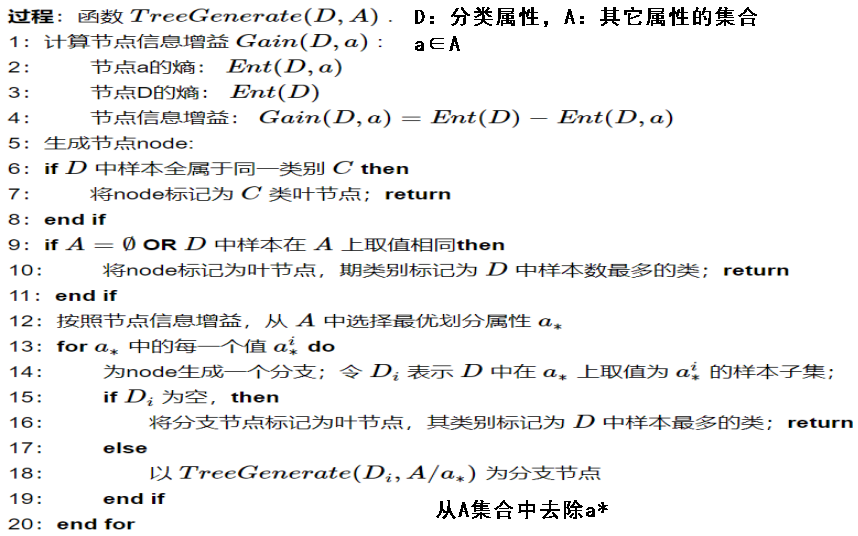 过程：函数 TreeGenerate(D, A) . D：分类属性，A：其它属性的集合
1：计算节点信息增益 Gain(D, a)： a∈A
2： 节点a的熵： Ent(D, a)
3： 节点D的熵： Ent(D)
4： 节点信息增益： Gain(D, a) = Ent(D) − Ent(D, a)
5：生成节点node:
6：if D 中样本全属于同一类别 C then
7： 将node标记为 C 类叶节点；return
8：end if
9：if A = ∅ OR D 中样本在 A 上取值相同then
10： 将node标记为叶节点，期类别标记为 D 中样本数最多的类；return
11：end if
12：按照节点信息增益，从 A 中选择最优划分属性 a*
13：for a* 中的每一个值 a*^i do
14： 为node生成一个分支；令 D_i 表示 D 中在 a* 上取值为 a*^i 的样本子集；
15： if D_i 为空，then
16： 将分支节点标记为叶节点，其类别标记为 D 中样本最多的类；return
17： else
18： 以 TreeGenerate(D_i, A/a*) 为分支节点
19： end if
从A集合中去除a*
20：end for